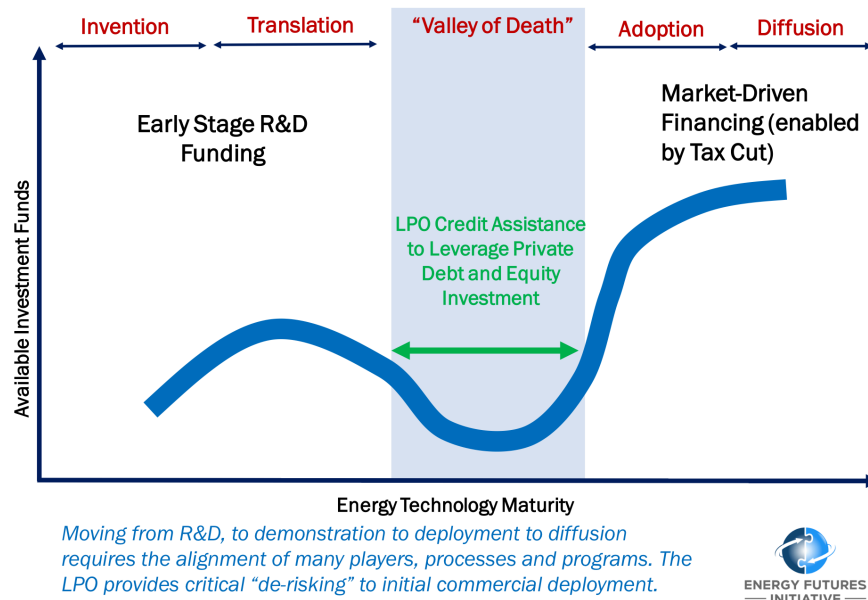 Invention
Translation
“Valley of Death”
Adoption
Diffusion
Early Stage R&D
Funding
Market-Driven
Financing (enabled
by Tax Cut)
LPO Credit Assistance
to Leverage Private
Debt and Equity
Investment
Available Investment Funds
Energy Technology Maturity
Moving from R&D, to demonstration to deployment to diffusion
requires the alignment of many players, processes and programs. The
LPO provides critical “de-risking” to initial commercial deployment.
ENERGY FUTURES
INITIATIVE